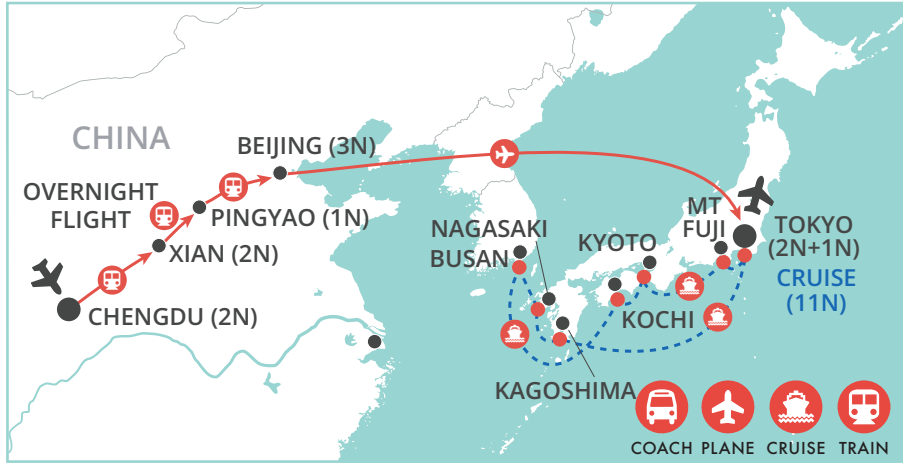 CHINA
BEIJING (3N)
OVERNIGHT
FLIGHT
PINGYAO (1N)
XIAN (2N)
CHENGDU (2N)
NAGASAKI
BUSAN
KYOTO
MT
FUJI
TOKYO
(2N+1N)
CRUISE
(11N)
KOCHI
KAGOSHIMA
COACH
PLANE
CRUISE
TRAIN